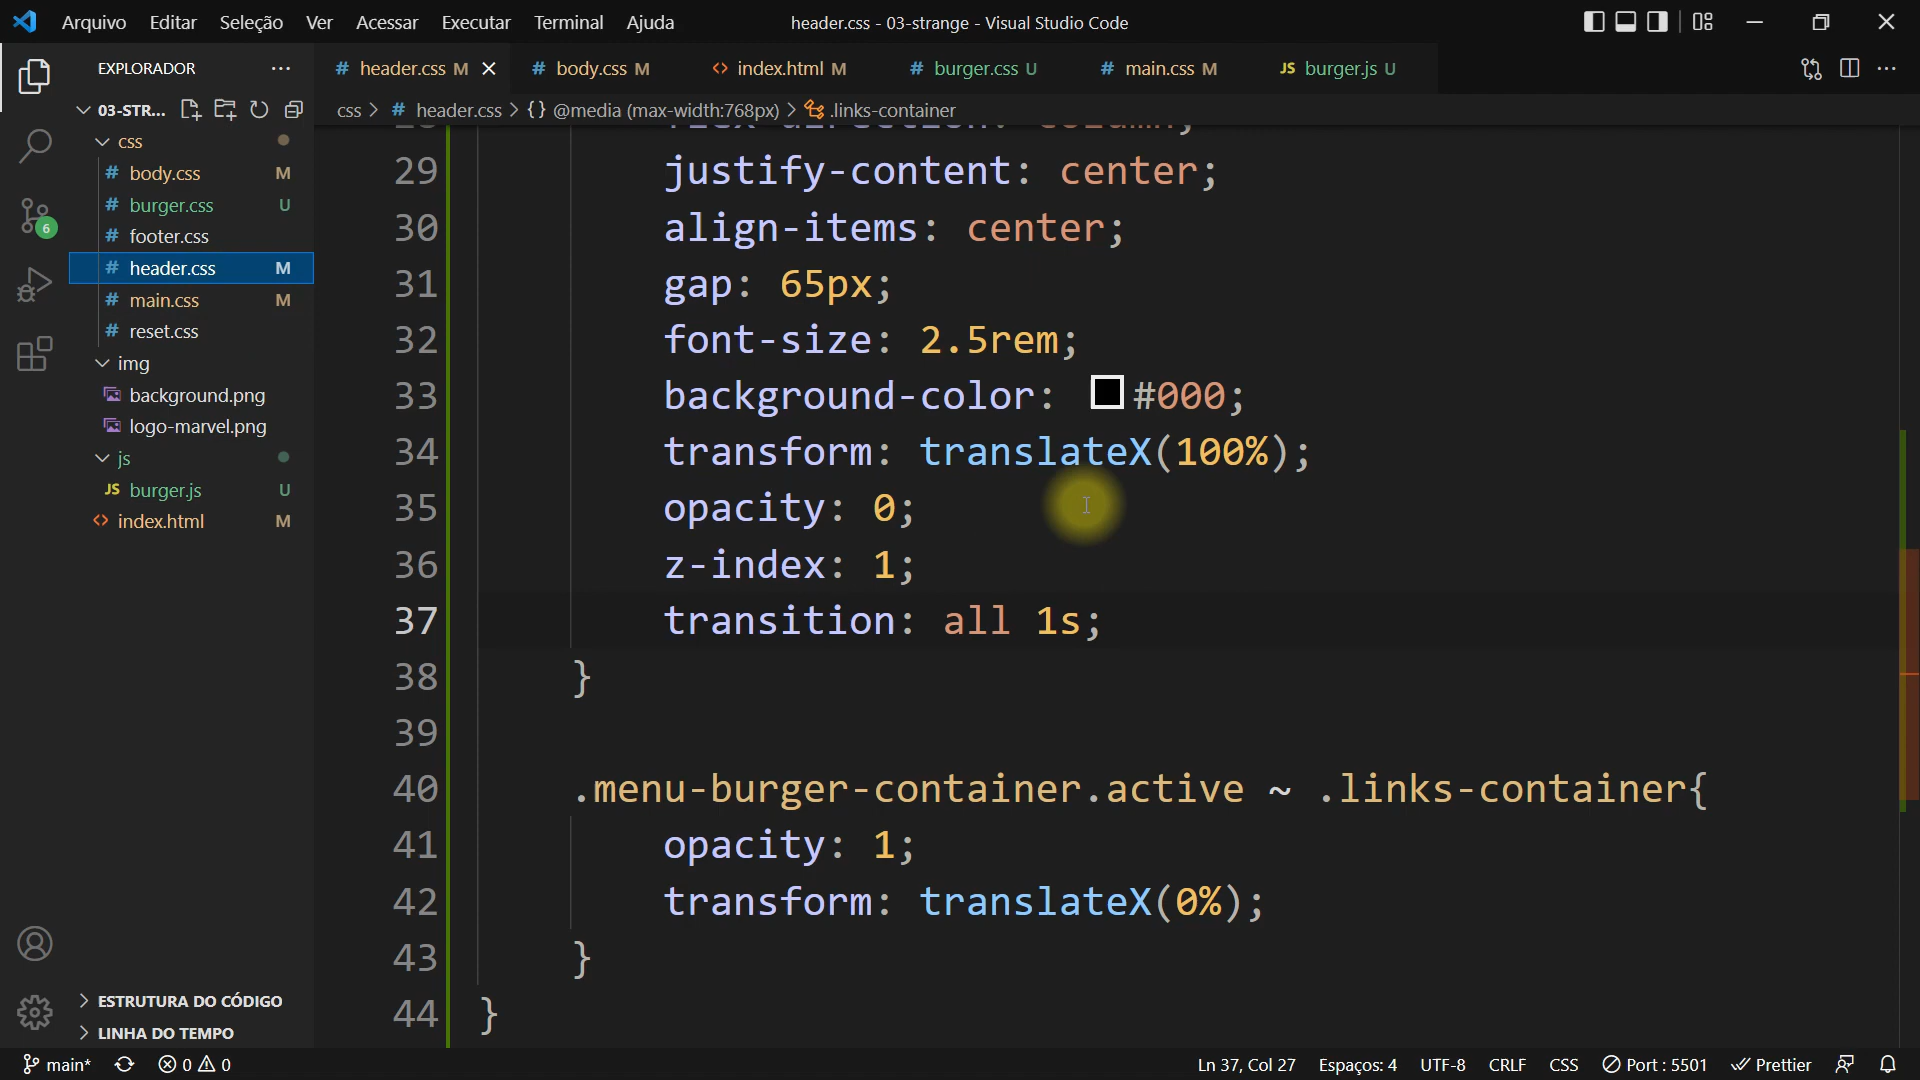 Arquivo Editar Seleção Ver Acessar Executar Terminal Ajuda
header.css - 03-strange - Visual Studio Code
EXPLORADOR ...
# header.css M
# body.css M
<> index.html M
# burger.css U
# main.css M
JS burger.js U
03-STR...
css > # header.css > {} @media (max-width:768px) > .links-container
css
# body.css M
# burger.css U
# footer.css
# header.css M
# main.css M
# reset.css
img
background.png
logo-marvel.png
js
JS burger.js U
<> index.html M
6
ESTRUTURA DO CÓDIGO
LINHA DO TEMPO
28 flex-direction: column;
29 justify-content: center;
30 align-items: center;
31 gap: 65px;
32 font-size: 2.5rem;
33 background-color: #000;
34 transform: translateX(100%);
35 opacity: 0;
36 z-index: 1;
37 transition: all 1s;
38 }
39
40 .menu-burger-container.active ~ .links-container{
41 opacity: 1;
42 transform: translateX(0%);
43 }
44 }
main* 0 0 Ln 37, Col 27 Espaços: 4 UTF-8 CRLF CSS Port : 5501 Prettier